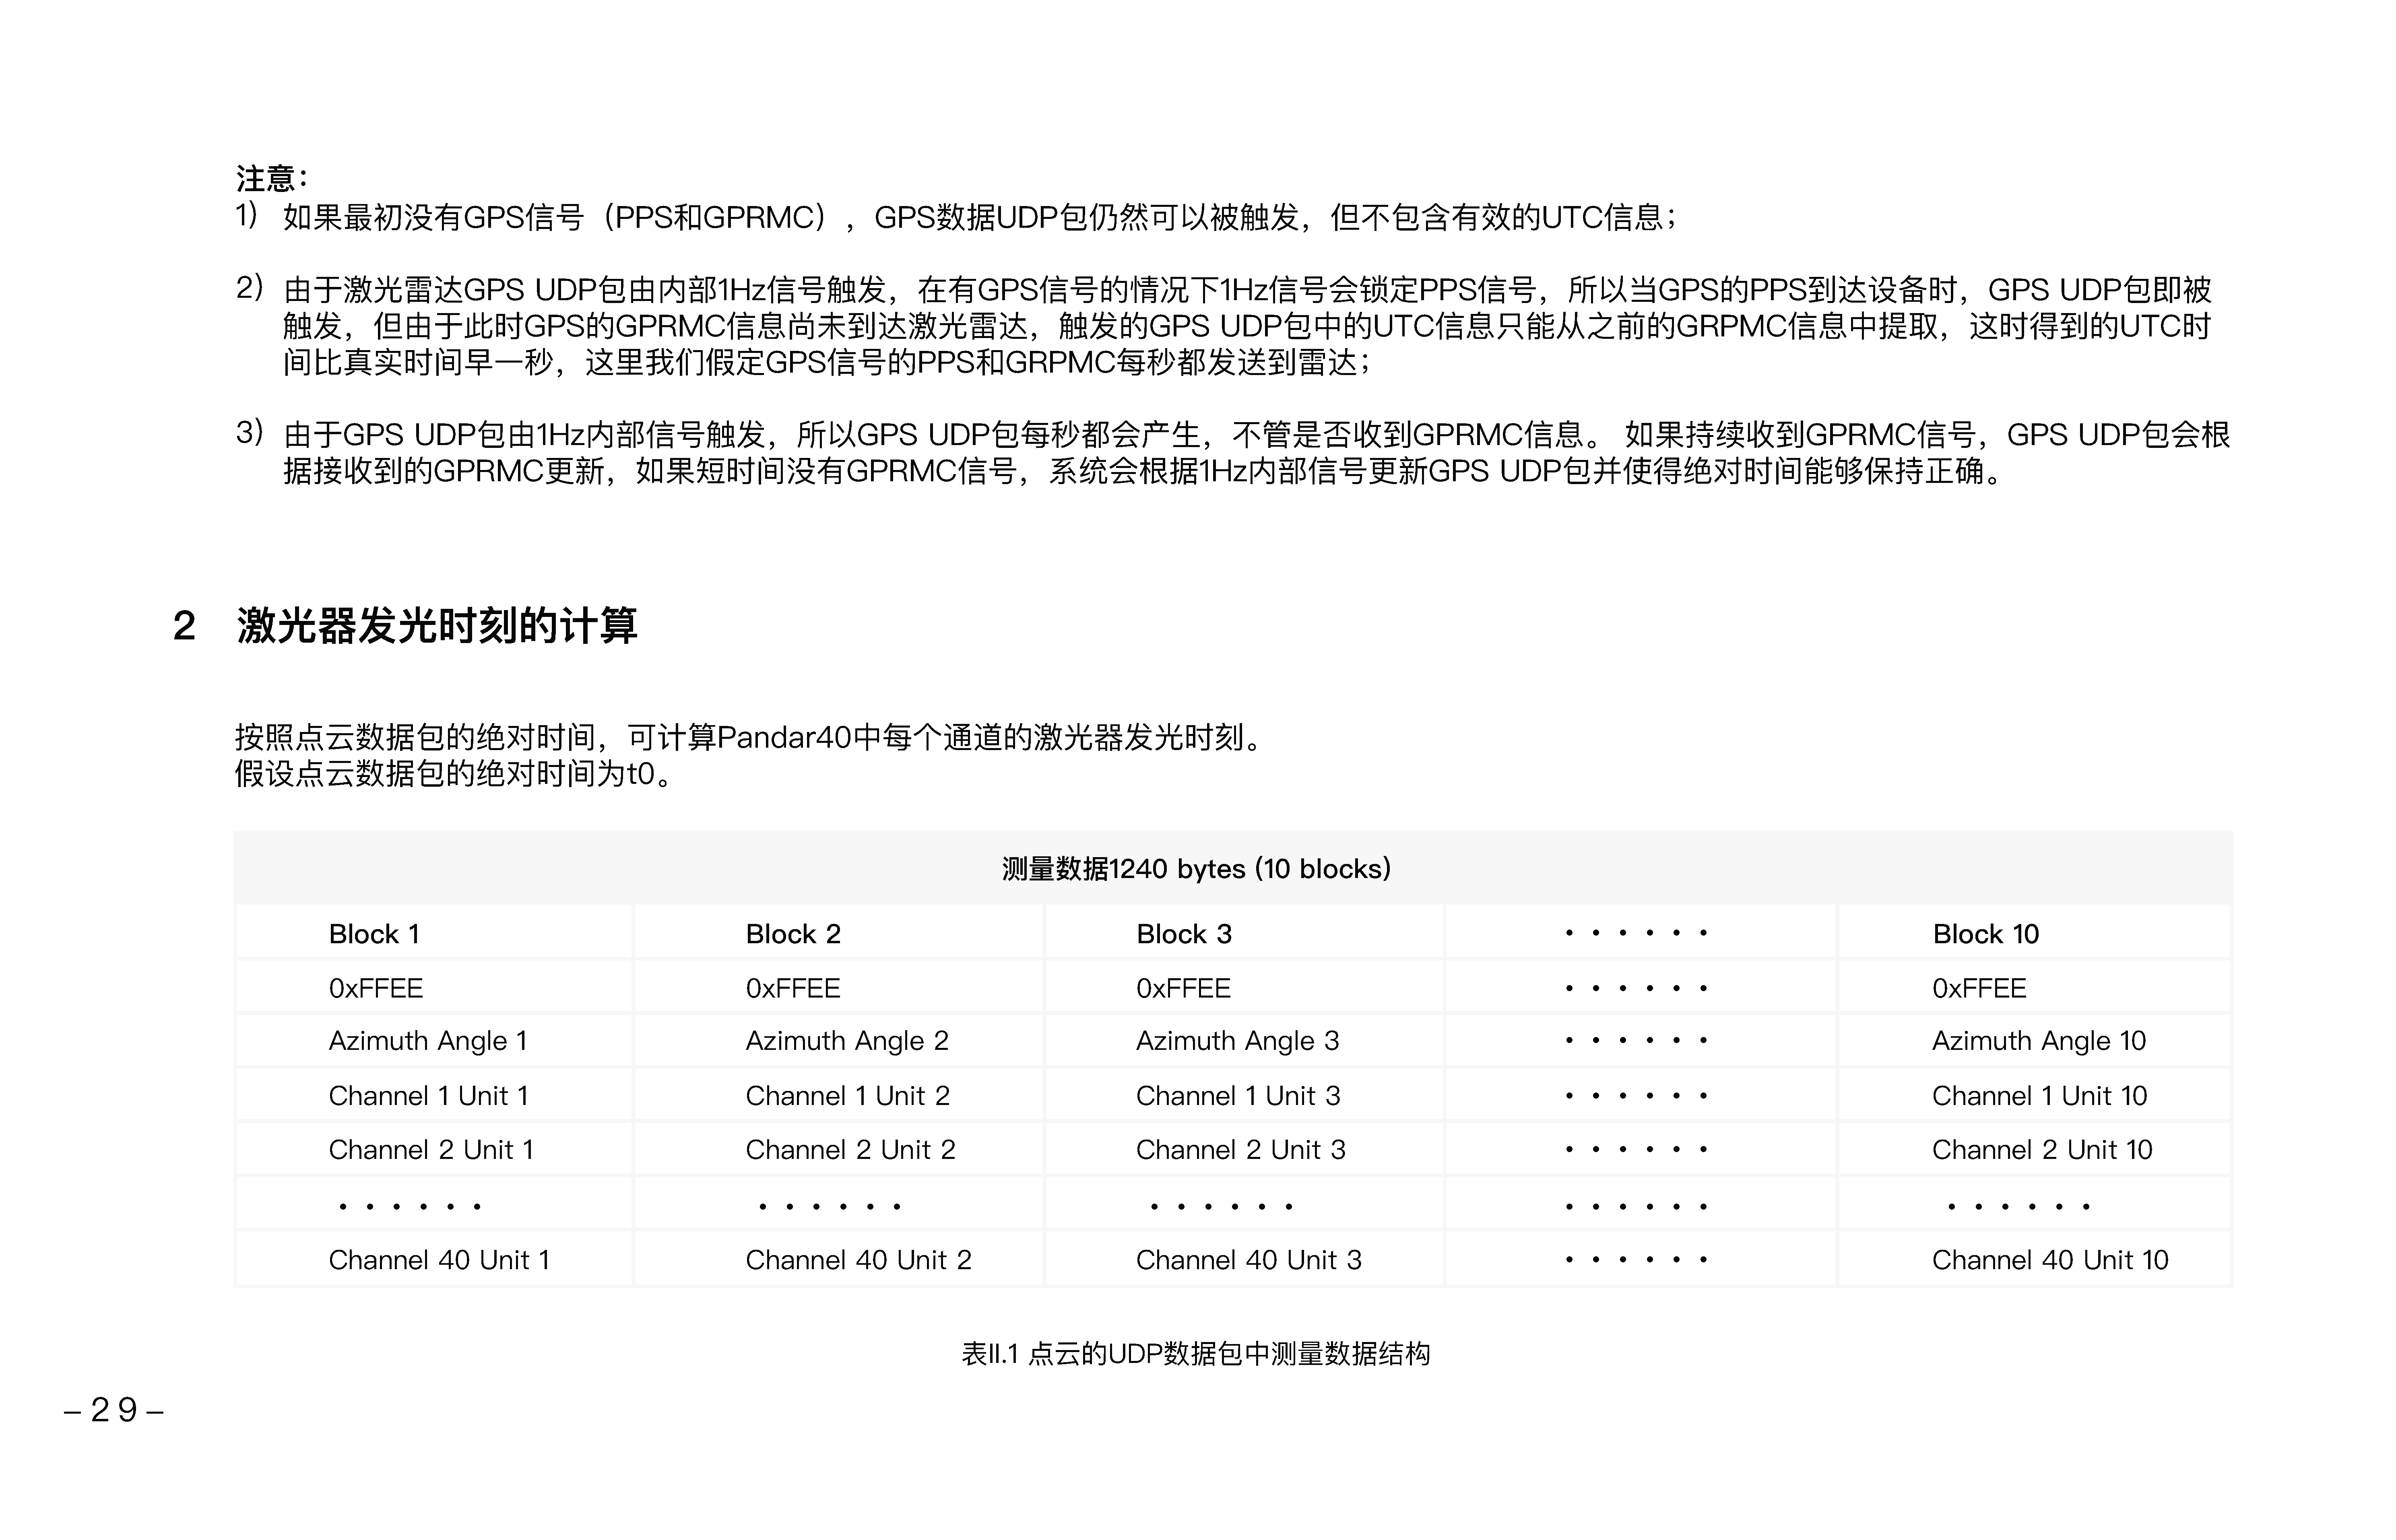 注意：
1) 如果最初没有GPS信号（PPS和GPRMC），GPS数据UDP包仍然可以被触发，但不包含有效的UTC信息；
2) 由于激光雷达GPS UDP包由内部1Hz信号触发，在有GPS信号的情况下1Hz信号会锁定PPS信号，所以当GPS的PPS到达设备时，GPS UDP包即被
触发，但由于此时GPS的GPRMC信息尚未到达激光雷达，触发的GPS UDP包中的UTC信息只能从之前的GRPMC信息中提取，这时得到的UTC时
间比真实时间早一秒，这里我们假定GPS信号的PPS和GRPMC每秒都发送到雷达；
3) 由于GPS UDP包由1Hz内部信号触发，所以GPS UDP包每秒都会产生，不管是否收到GPRMC信息。 如果持续收到GPRMC信号，GPS UDP包会根
据接收到的GPRMC更新，如果短时间没有GPRMC信号，系统会根据1Hz内部信号更新GPS UDP包并使得绝对时间能够保持正确。
2 激光器发光时刻的计算
按照点云数据包的绝对时间，可计算Pandar40中每个通道的激光器发光时刻。
假设点云数据包的绝对时间为t0。
测量数据1240 bytes (10 blocks)
Block 1 Block 2 Block 3 • • • • • • Block 10
0xFFEE 0xFFEE 0xFFEE • • • • • • 0xFFEE
Azimuth Angle 1 Azimuth Angle 2 Azimuth Angle 3 • • • • • • Azimuth Angle 10
Channel 1 Unit 1 Channel 1 Unit 2 Channel 1 Unit 3 • • • • • • Channel 1 Unit 10
Channel 2 Unit 1 Channel 2 Unit 2 Channel 2 Unit 3 • • • • • • Channel 2 Unit 10
• • • • • • • • • • • • • • • • • • • • • • • • • • • • • •
Channel 40 Unit 1 Channel 40 Unit 2 Channel 40 Unit 3 • • • • • • Channel 40 Unit 10
表II.1 点云的UDP数据包中测量数据结构
– 2 9 –